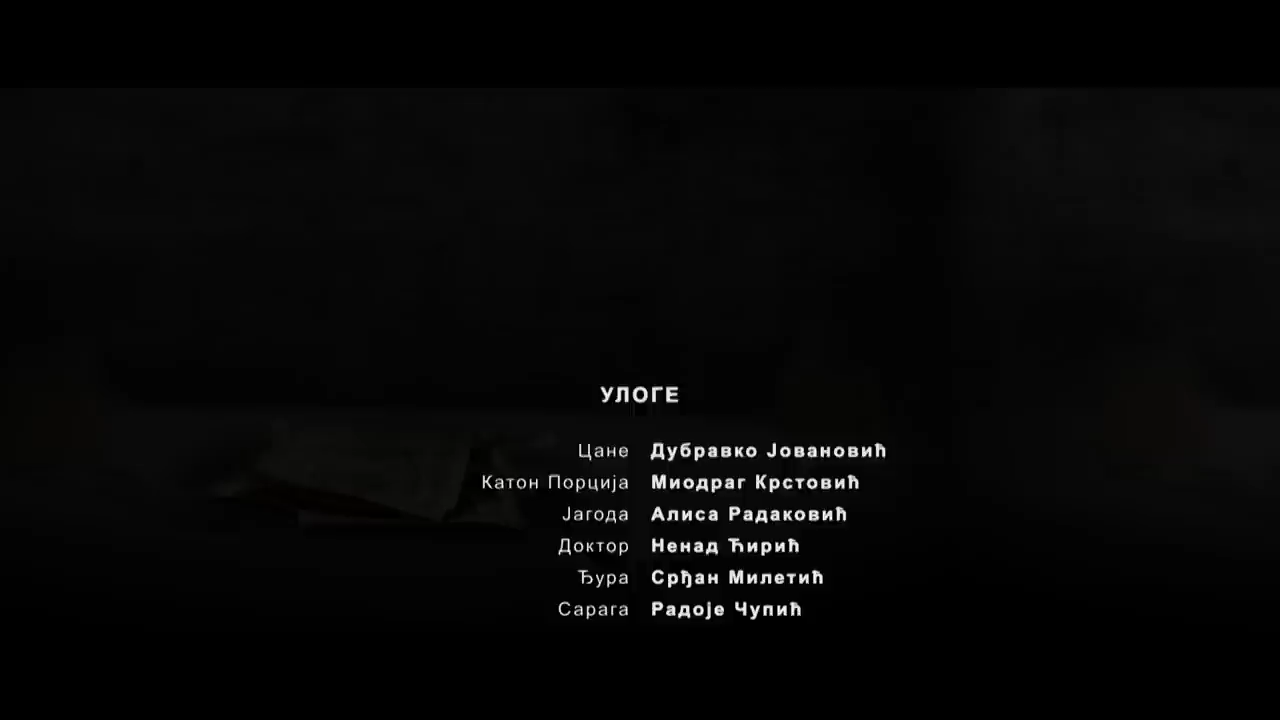 УЛОГЕ
Цане Дубравко Јовановић
Катон Порција Миодраг Крстовић
Јагода Алиса Радаковић
Доктор Ненад Ћирић
Ђура Срђан Милетић
Сарага Радоје Чупић